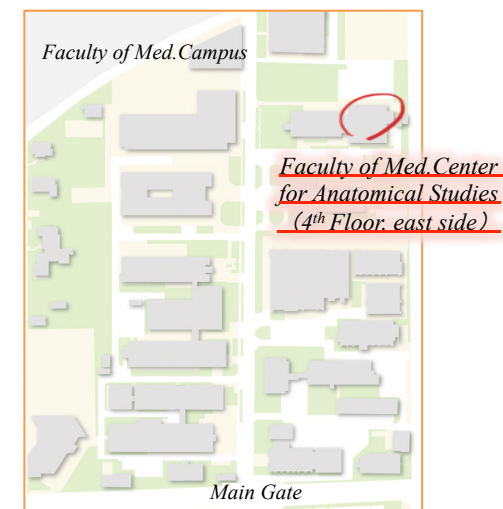 Faculty of Med.Campus
Faculty of Med.Center
for Anatomical Studies
（4th Floor. east side）
Main Gate